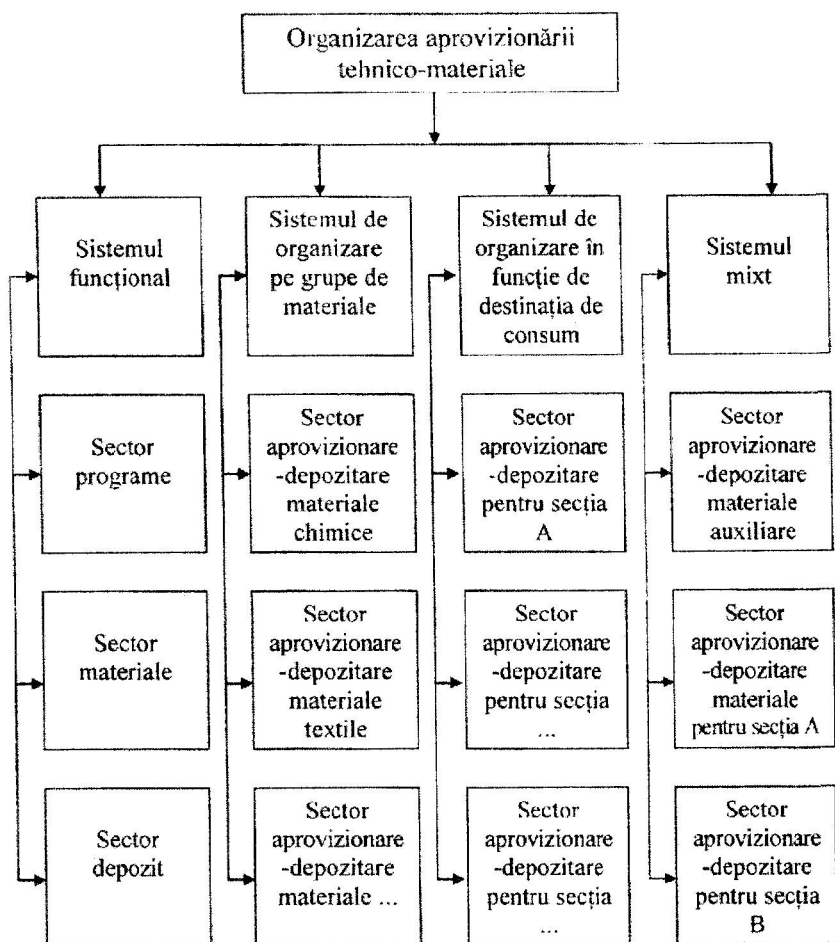 Organizarea aprovizionării
tehnico-materiale
Sistemul
funcțional
Sistemul de
organizare
pe grupe de
materiale
Sistemul de
organizare în
funcție de
destinația de
consum
Sistemul
mixt
Sector
programe
Sector
aprovizionare
-depozitare
materiale
chimice
Sector
aprovizionare
-depozitare
pentru secția
A
Sector
aprovizionare
-depozitare
materiale
auxiliare
Sector
materiale
Sector
aprovizionare
-depozitare
materiale
textile
Sector
aprovizionare
-depozitare
pentru secția
...
Sector
aprovizionare
-depozitare
materiale
pentru secția A
Sector
depozit
Sector
aprovizionare
-depozitare
materiale ...
Sector
aprovizionare
-depozitare
pentru secția
...
Sector
aprovizionare
-depozitare
pentru secția
B